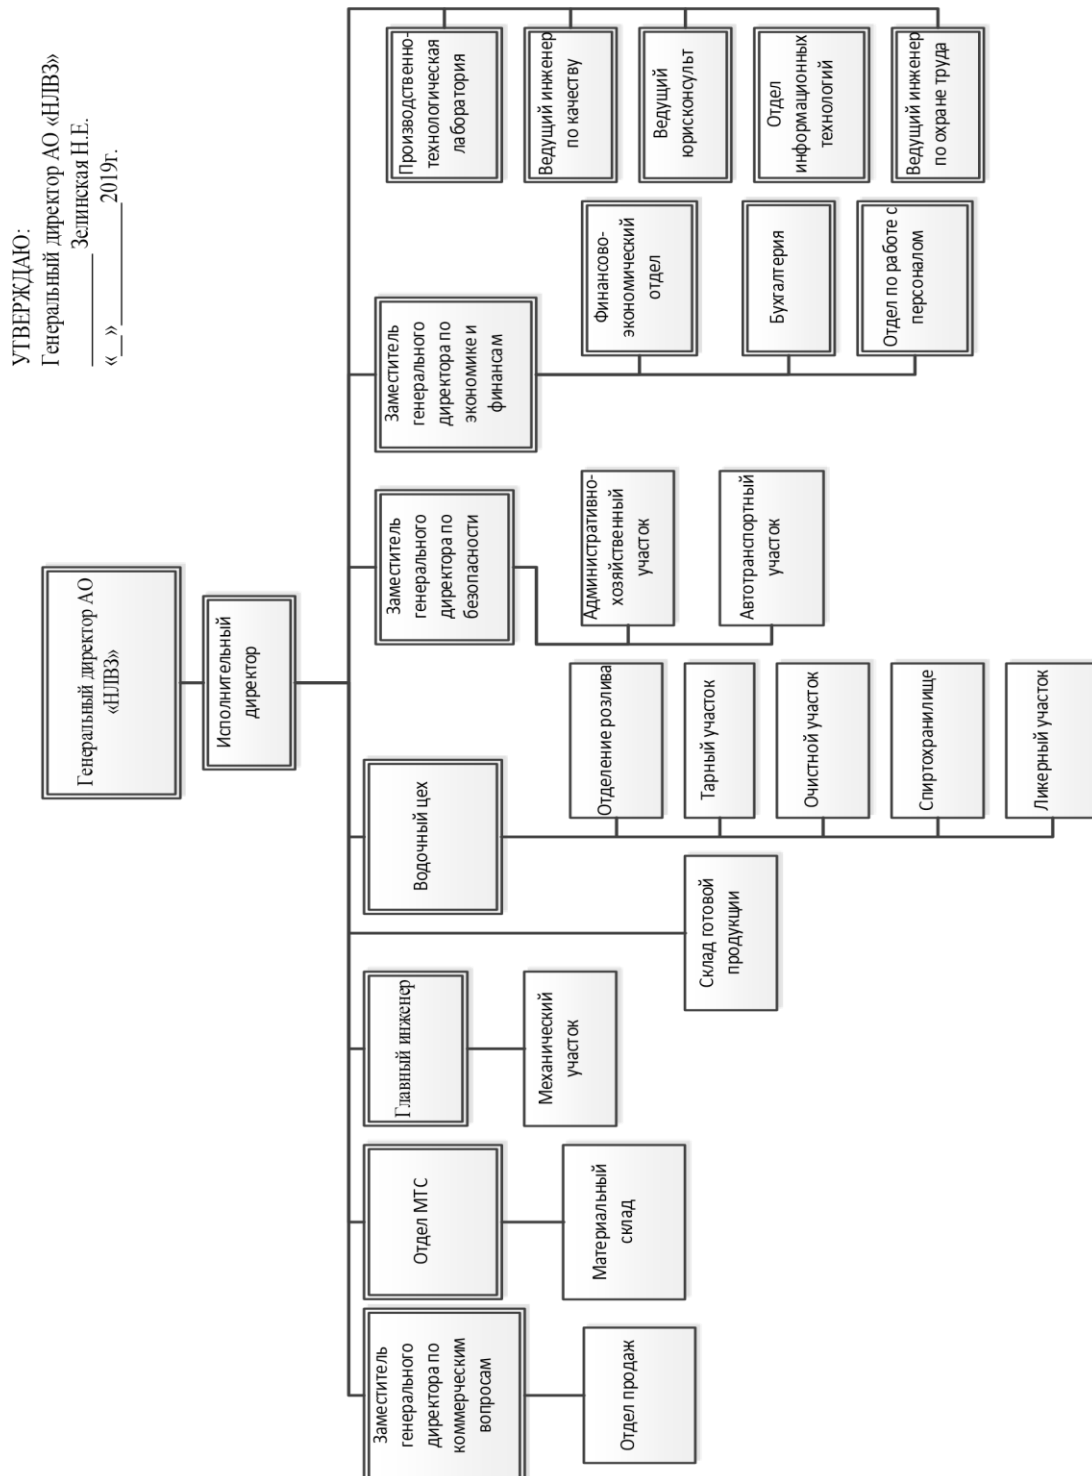 УТВЕРЖДАЮ:
Генеральный директор АО «НЛВЗ»
__________ Зелинская Н.Е.
«__» ______________ 2019г.
Генеральный директор АО
«НЛВЗ»
Исполнительный
директор
Заместитель
генерального
директора по
коммерческим
вопросам
Отдел продаж
Отдел МТС
Материальный
склад
Главный инженер
Механический
участок
Склад готовой
продукции
Водочный цех
Отделение розлива
Тарный участок
Очистной участок
Спиртохранилище
Ликерный участок
Заместитель
генерального
директора по
безопасности
Административно-
хозяйственный
участок
Автотранспортный
участок
Заместитель
генерального
директора по
экономике и
финансам
Финансово-
экономический
отдел
Бухгалтерия
Отдел по работе с
персоналом
Производственно-
технологическая
лаборатория
Ведущий инженер
по качеству
Ведущий
юрисконсульт
Отдел
информационных
технологий
Ведущий инженер
по охране труда